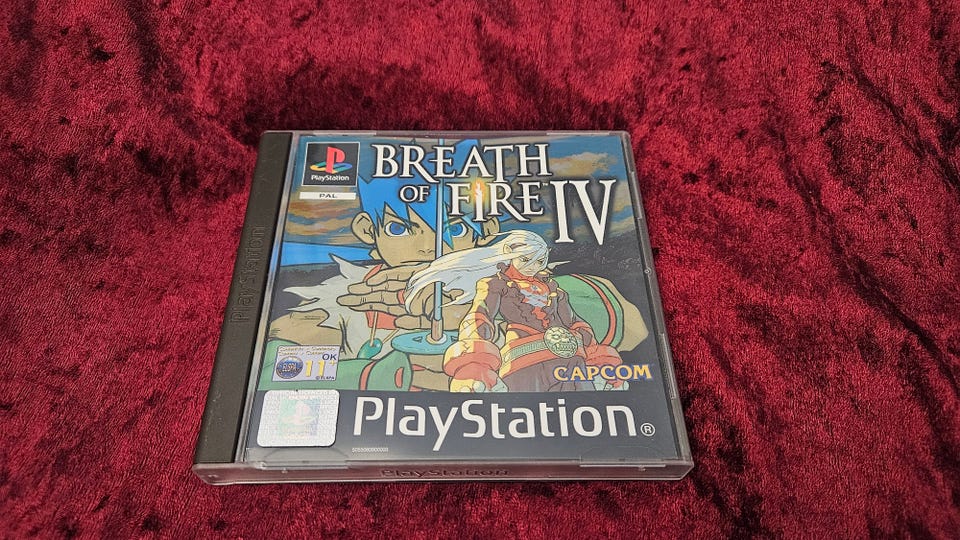 PlayStation
PAL
BREATH
OF FIRE IV
PlayStation
OK
11+
CAPCOM
PlayStation®
PlayStation